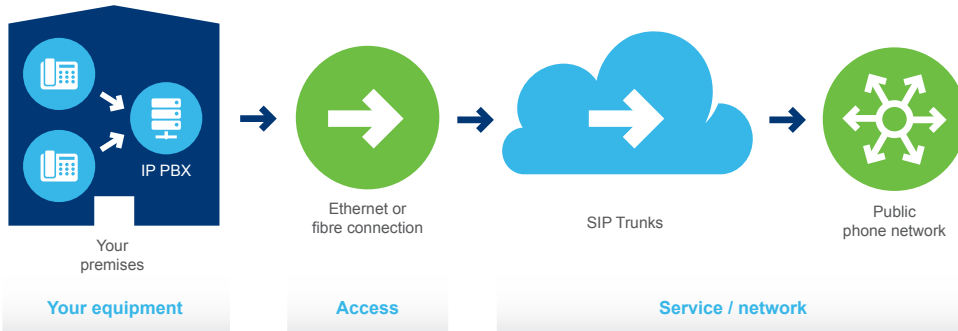 IP PBX
Your
premises
Ethernet or
fibre connection
SIP Trunks
Public
phone network
Your equipment
Access
Service / network